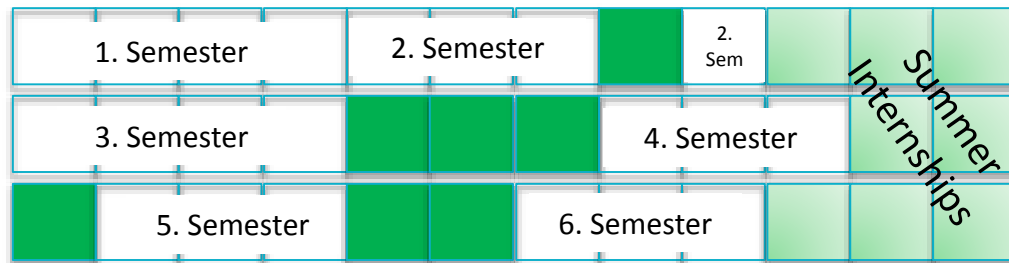 1. Semester
2. Semester
2.
Sem
3. Semester
4. Semester
5. Semester
6. Semester
Summer
Internships